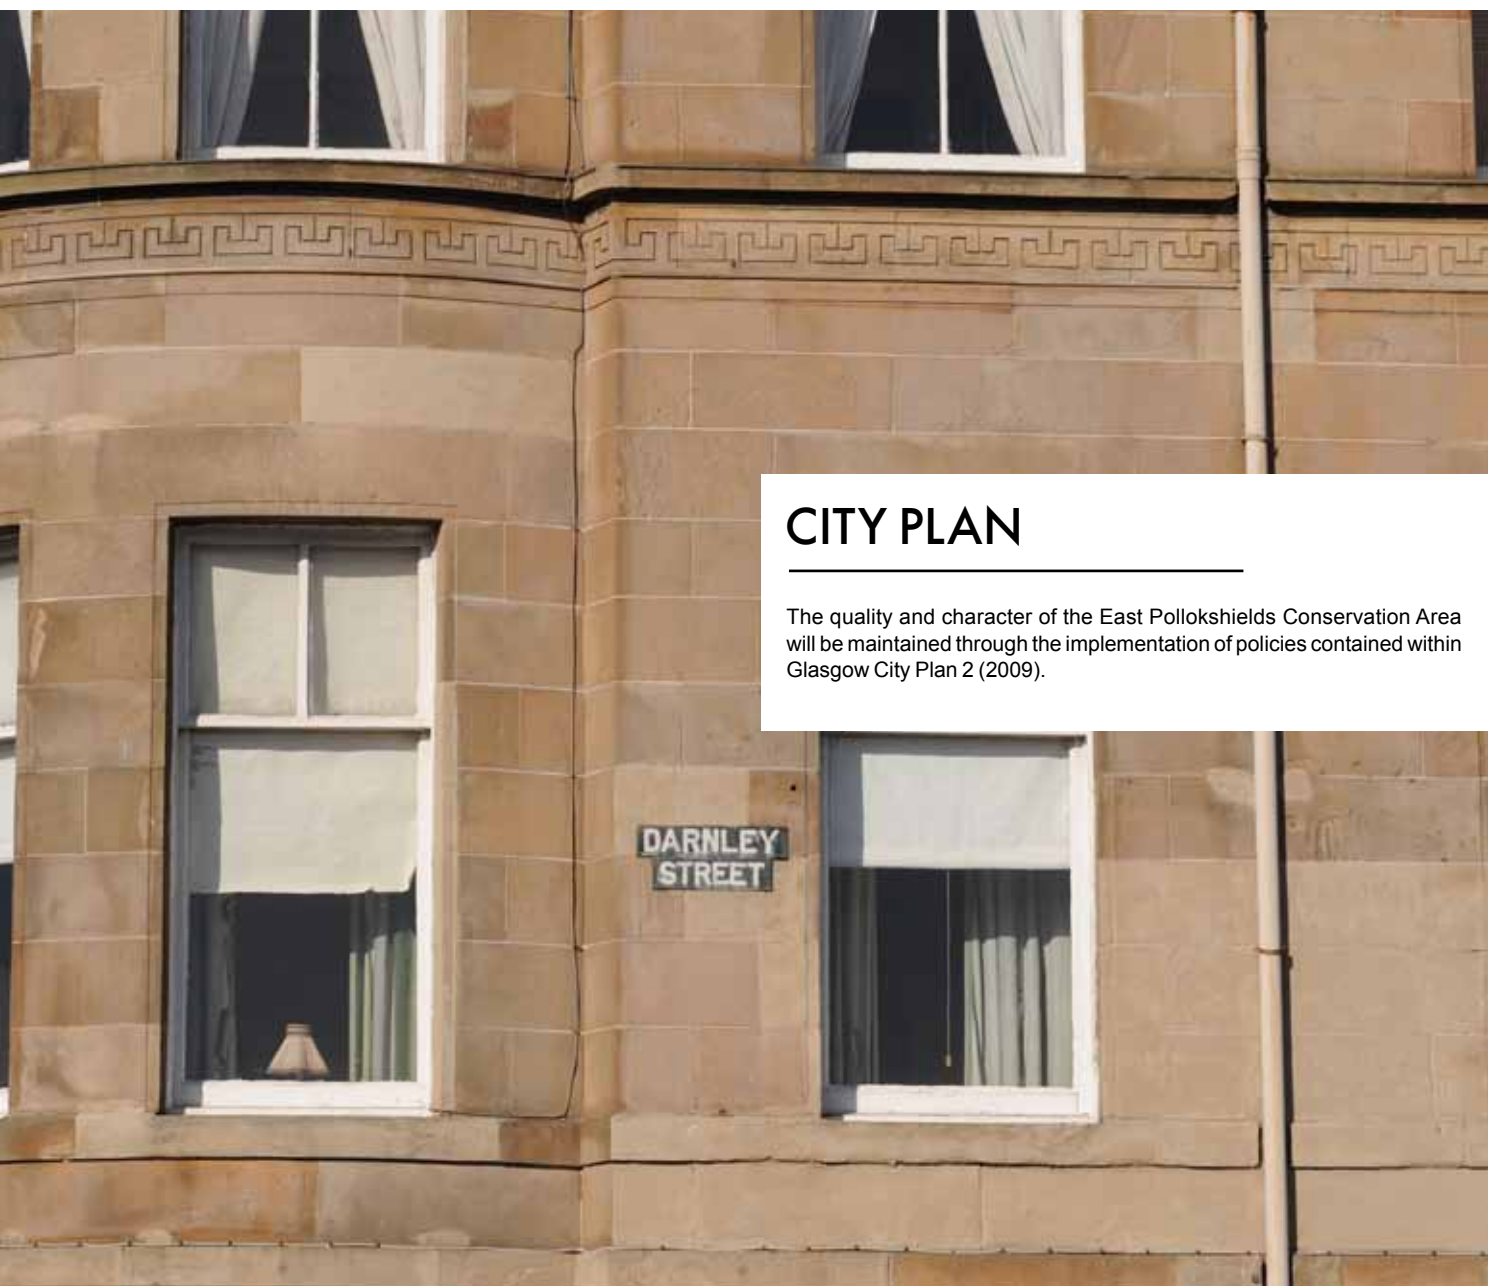 CITY PLAN
The quality and character of the East Pollokshields Conservation Area
will be maintained through the implementation of policies contained within
Glasgow City Plan 2 (2009).
DARNLEY
STREET